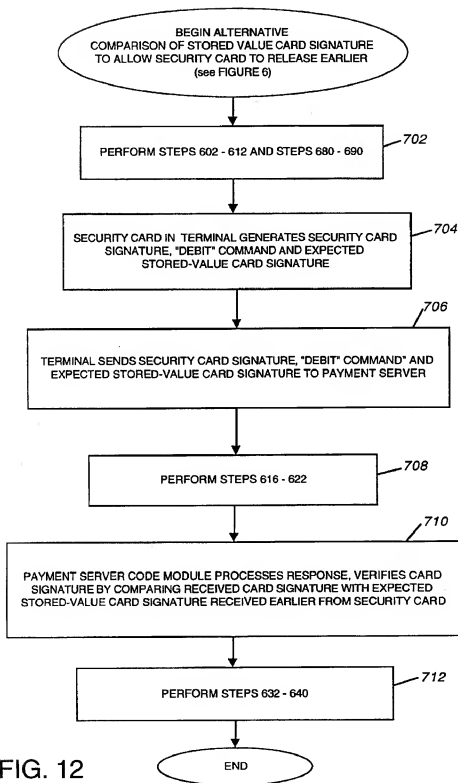 BEGIN ALTERNATIVE
COMPARISON OF STORED VALUE CARD SIGNATURE
TO ALLOW SECURITY CARD TO RELEASE EARLIER
(see FIGURE 6)
PERFORM STEPS 602 - 612 AND STEPS 680 - 690
702
SECURITY CARD IN TERMINAL GENERATES SECURITY CARD
SIGNATURE, "DEBIT" COMMAND AND EXPECTED
STORED-VALUE CARD SIGNATURE
704
706
TERMINAL SENDS SECURITY CARD SIGNATURE, "DEBIT" COMMAND" AND
EXPECTED STORED-VALUE CARD SIGNATURE TO PAYMENT SERVER
PERFORM STEPS 616 - 622
708
710
PAYMENT SERVER CODE MODULE PROCESSES RESPONSE, VERIFIES CARD
SIGNATURE BY COMPARING RECEIVED CARD SIGNATURE WITH EXPECTED
STORED-VALUE CARD SIGNATURE RECEIVED EARLIER FROM SECURITY CARD
PERFORM STEPS 632 - 640
712
FIG. 12
END